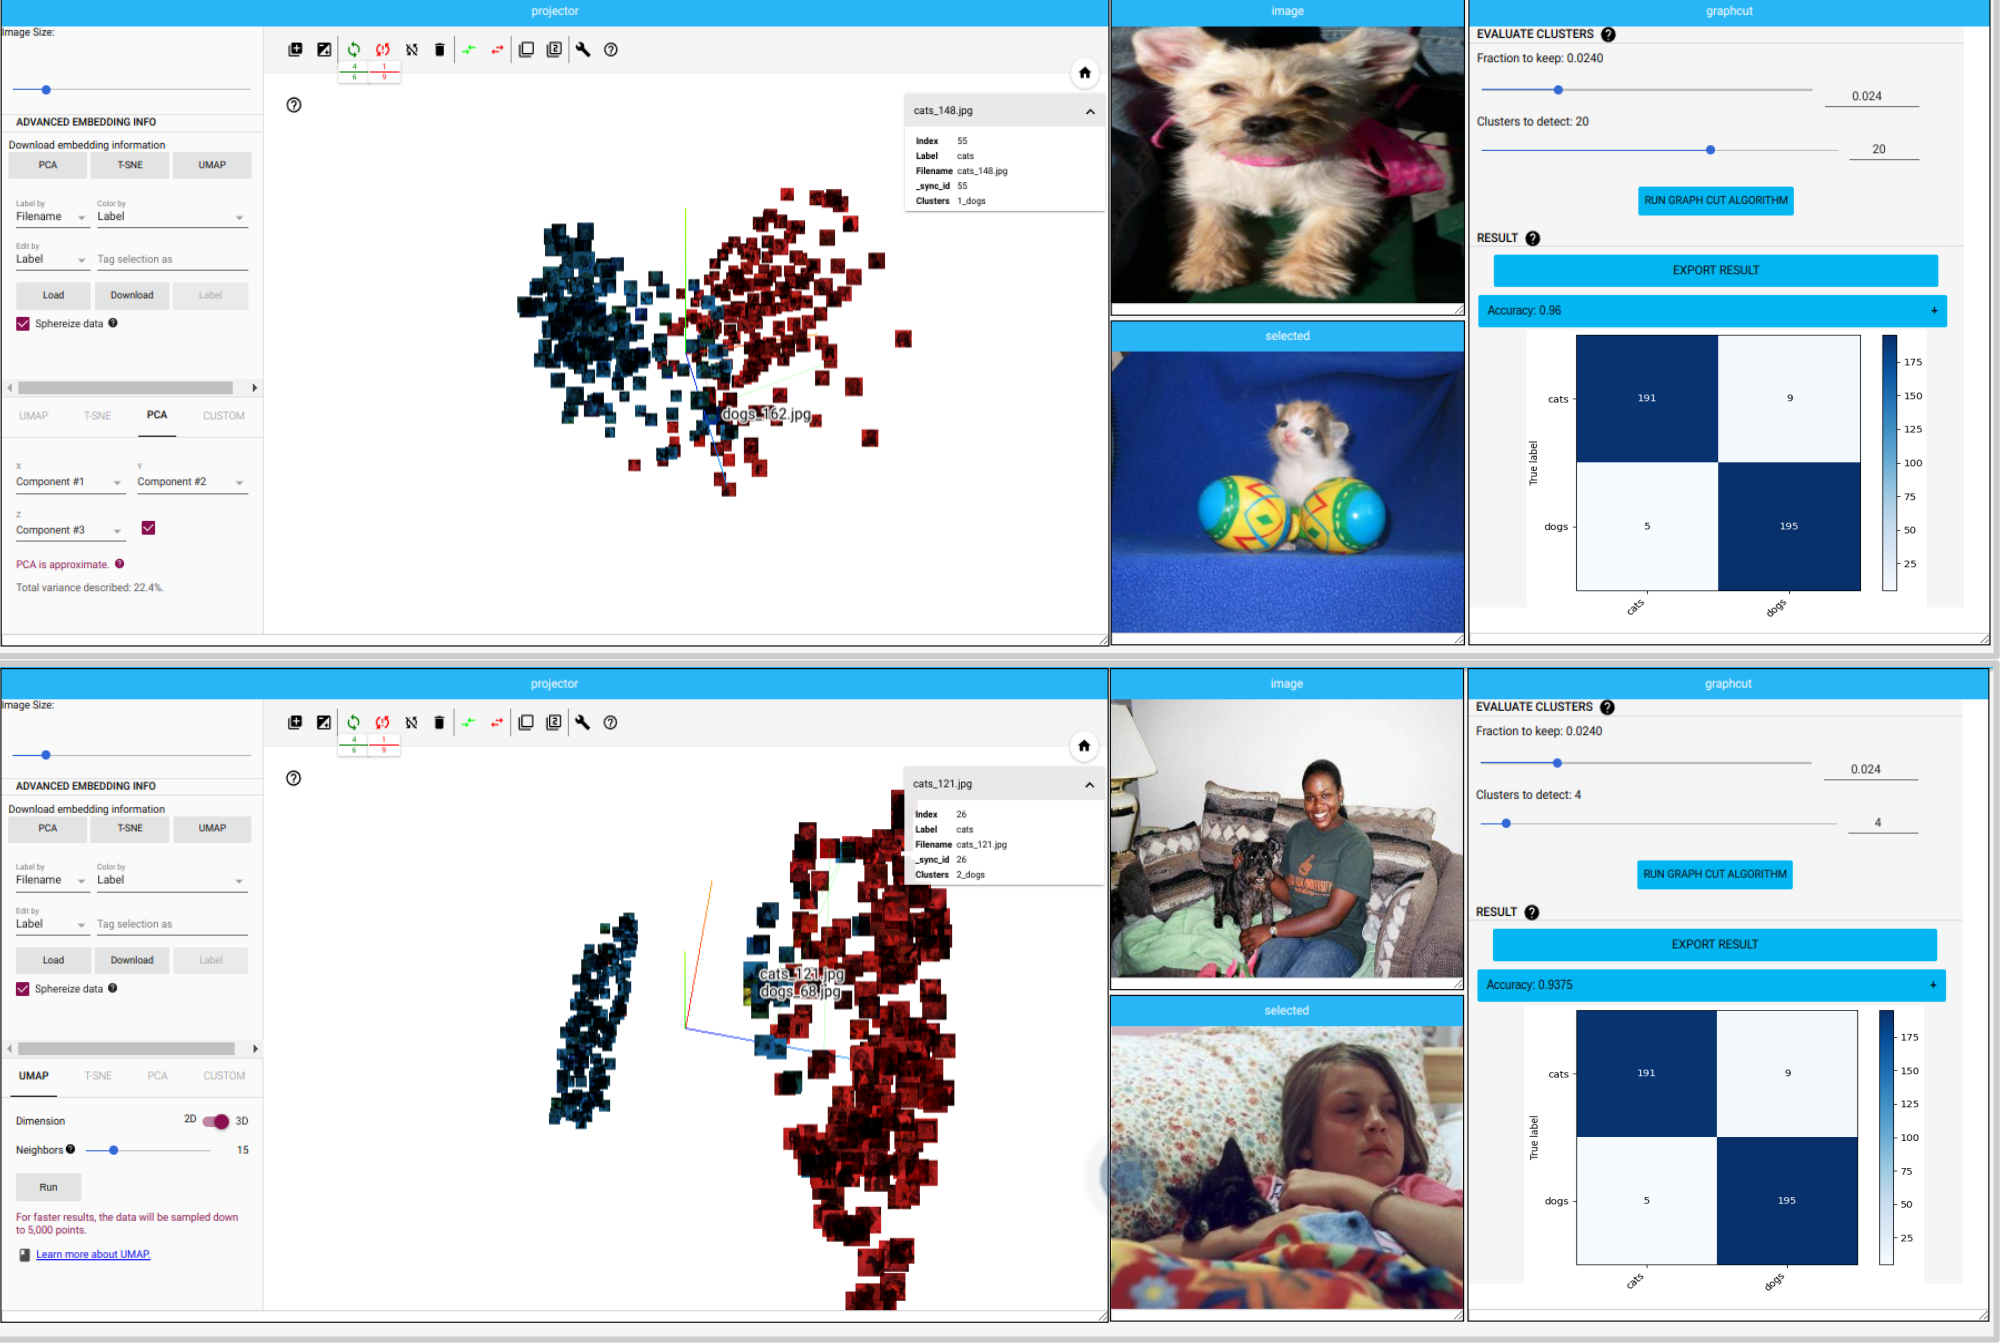 projector
Image Size:
4
6
1
9
ADVANCED EMBEDDING INFO
Download embedding information
PCA
T-SNE
UMAP
Label by
Filename
Color by
Label
Edit by
Label
Tag selection as
Load
Download
Label
Sphereize data
UMAP
T-SNE
PCA
CUSTOM
X
Component #1
Y
Component #2
Z
Component #3
PCA is approximate.
Total variance described: 22.4%.
dogs_162.jpg
cats_148.jpg
Index 55
Label cats
Filename cats_148.jpg
_sync_id 55
Clusters 1_dogs
image
selected
graphcut
EVALUATE CLUSTERS
Fraction to keep: 0.0240
0.024
Clusters to detect: 20
20
RUN GRAPH CUT ALGORITHM
RESULT
EXPORT RESULT
Accuracy: 0.96
+
True label
cats
191
9
dogs
5
195
cats
dogs
175
150
125
100
75
50
25
projector
Image Size:
4
6
1
9
ADVANCED EMBEDDING INFO
Download embedding information
PCA
T-SNE
UMAP
Label by
Filename
Color by
Label
Edit by
Label
Tag selection as
Load
Download
Label
Sphereize data
UMAP
T-SNE
PCA
CUSTOM
Dimension
2D
3D
Neighbors
15
Run
For faster results, the data will be sampled down
to 5,000 points.
Learn more about UMAP.
cats_121.jpg
dogs_68.jpg
cats_121.jpg
Index 26
Label cats
Filename cats_121.jpg
_sync_id 26
Clusters 2_dogs
image
selected
graphcut
EVALUATE CLUSTERS
Fraction to keep: 0.0240
0.024
Clusters to detect: 4
4
RUN GRAPH CUT ALGORITHM
RESULT
EXPORT RESULT
Accuracy: 0.9375
+
True label
cats
191
9
dogs
5
195
cats
dogs
175
150
125
100
75
50
25